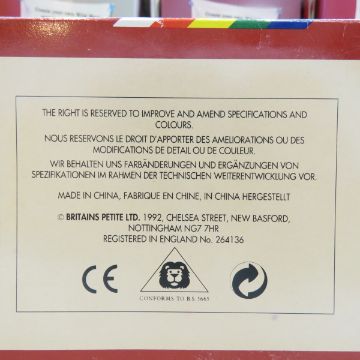 THE RIGHT IS RESERVED TO IMPROVE AND AMEND SPECIFICATIONS AND
COLOURS.
NOUS RESERVONS LE DROIT D'APPORTER DES AMELIORATIONS OU DES
MODIFICATIONS DE DETAIL OU DE COULEUR.
WIR BEHALTEN UNS FARBÄNDERUNGEN UND ERGÄNZUNGEN VON
SPEZIFIKATIONEN IM RAHMEN DER TECHNISCHEN WEITERENTWICKLUNG VOR.
MADE IN CHINA, FABRIQUE EN CHINE, IN CHINA HERGESTELLT
© BRITAINS PETITE LTD. 1992, CHELSEA STREET, NEW BASFORD,
NOTTINGHAM NG7 7HR
REGISTERED IN ENGLAND No. 264136
CE
CONFORMS TO B.S. 5665